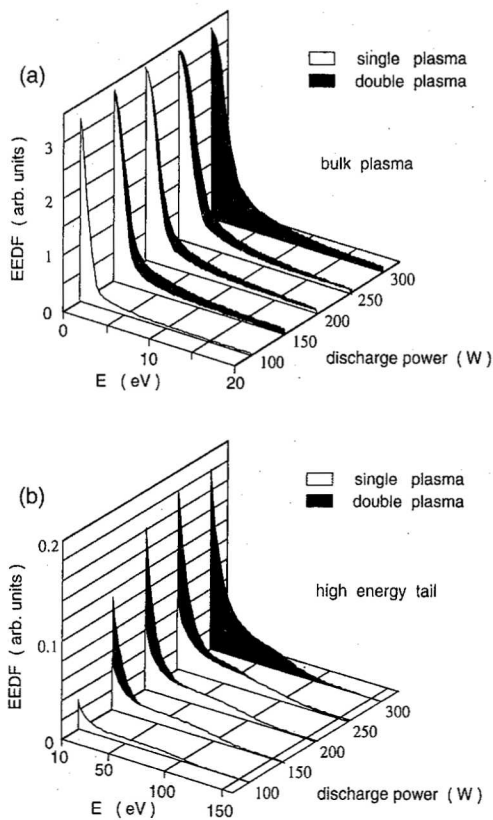 (a)
single plasma
double plasma
bulk plasma
EEDF ( arb. units )
3
2
1
0
0
10
20
E ( eV )
100
150
200
250
300
discharge power ( W )
(b)
single plasma
double plasma
high energy tail
EEDF ( arb. units )
0.2
0.1
0
10
50
100
150
E ( eV )
100
150
200
250
300
discharge power ( W )